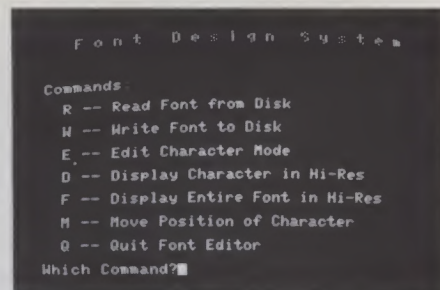 Font Design System
Commands:
R -- Read Font from Disk
W -- Write Font to Disk
E -- Edit Character Mode
D -- Display Character in Hi-Res
F -- Display Entire Font in Hi-Res
M -- Move Position of Character
Q -- Quit Font Editor
Which Command?